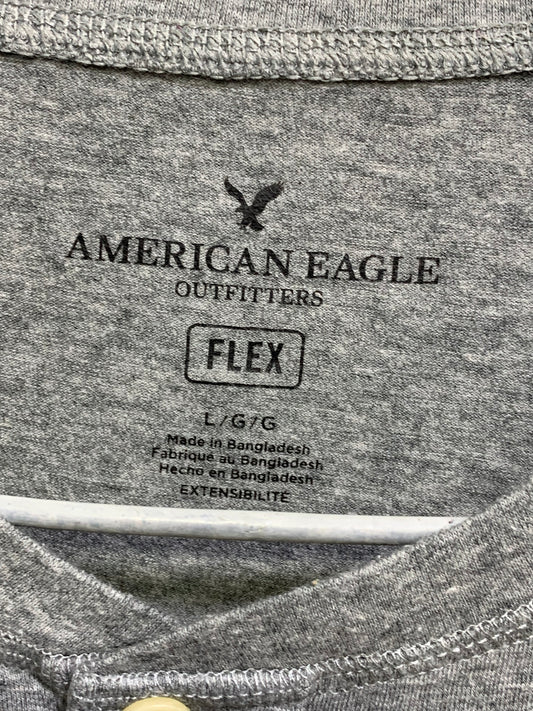 AMERICAN EAGLE
OUTFITTERS
FLEX
L/G/G
Made in Bangladesh
Fabriqué au Bangladesh
Hecho en Bangladesh
EXTENSIBILITÉ